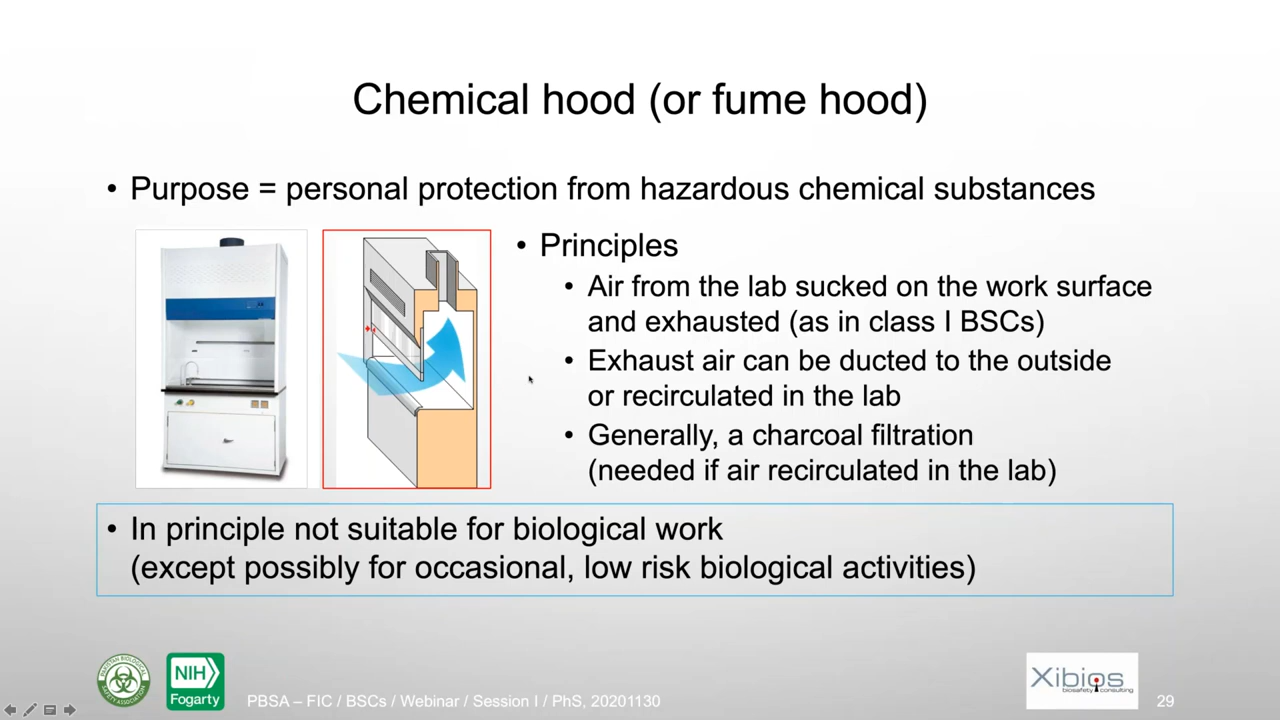 Chemical hood (or fume hood)
• Purpose = personal protection from hazardous chemical substances
• Principles
• Air from the lab sucked on the work surface
and exhausted (as in class I BSCs)
• Exhaust air can be ducted to the outside
or recirculated in the lab
• Generally, a charcoal filtration
(needed if air recirculated in the lab)
• In principle not suitable for biological work
(except possibly for occasional, low risk biological activities)
PAKISTAN BIOLOGICAL
SAFETY ASSOCIATION
NIH
Fogarty
PBSA – FIC / BSCs / Webinar / Session I / PhS, 20201130
Xibios
biosafety consulting
29